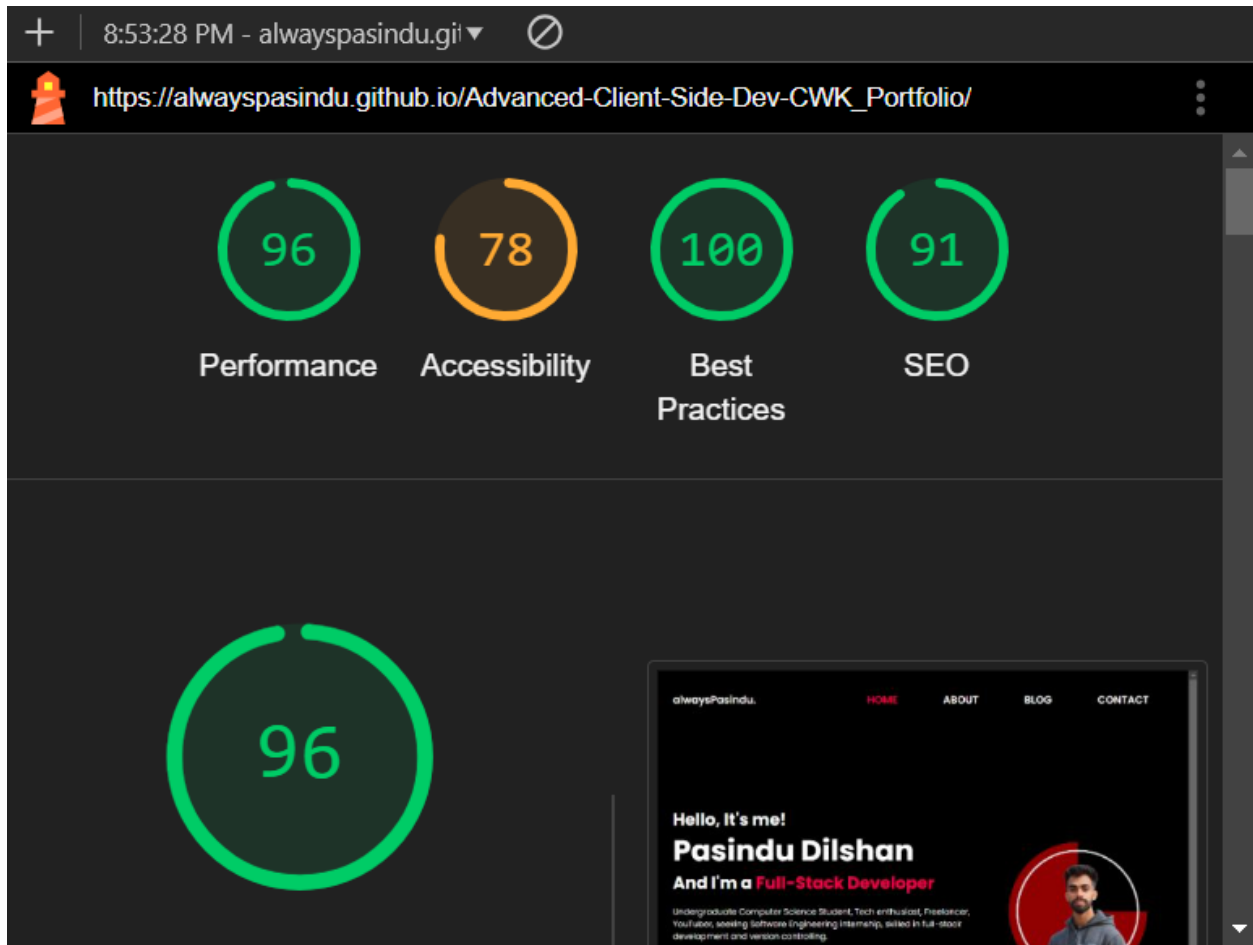 8:53:28 PM - alwayspasindu.git
https://alwayspasindu.github.io/Advanced-Client-Side-Dev-CWK_Portfolio/
96 78 100 91
Performance Accessibility Best Practices SEO
96
alwaysPasindu. HOME ABOUT BLOG CONTACT
Hello, It's me!
Pasindu Dilshan
And I'm a Full-Stack Developer
Undergraduate Computer Science Student, Tech enthusiast, Freelancer,
YouTuber, seeking Software Engineering internship, skilled in full-stack
development and version controlling.